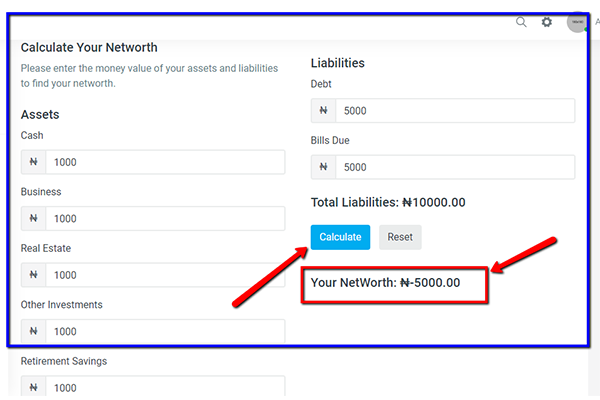 Calculate Your Networth
Please enter the money value of your assets and liabilities
to find your networth.
Assets
Cash
₦ 1000
Business
₦ 1000
Real Estate
₦ 1000
Other Investments
₦ 1000
Retirement Savings
₦ 1000
Liabilities
Debt
₦ 5000
Bills Due
₦ 5000
Total Liabilities: ₦10000.00
Calculate Reset
Your NetWorth: ₦-5000.00